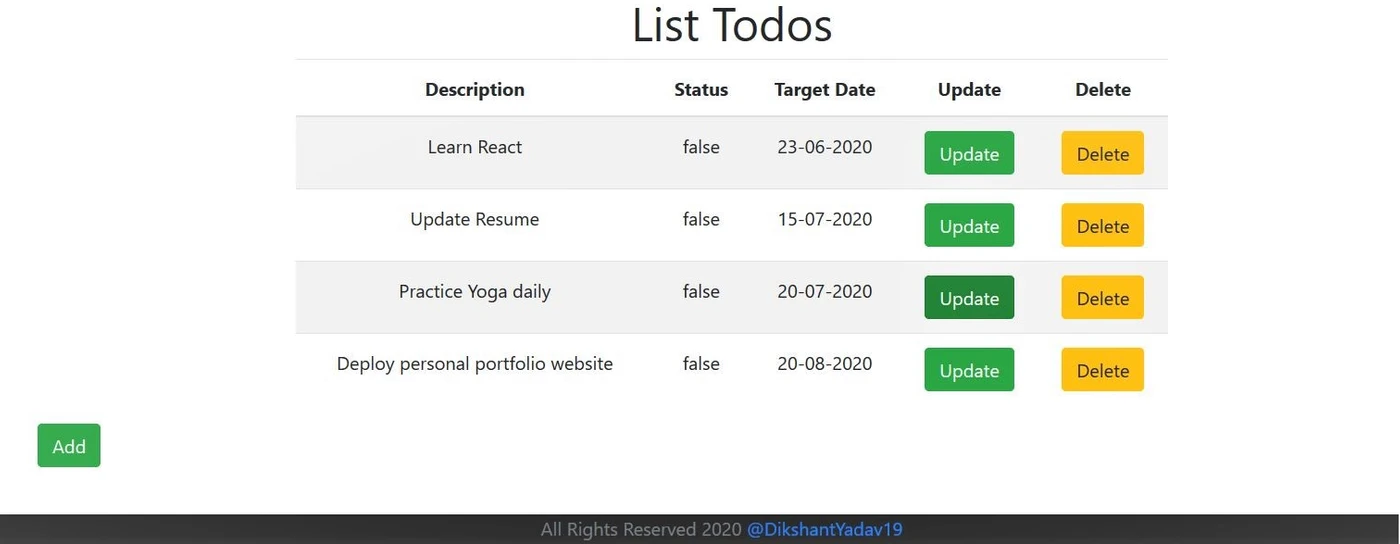 List Todos
Description Status Target Date Update Delete
Learn React false 23-06-2020 Update Delete
Update Resume false 15-07-2020 Update Delete
Practice Yoga daily false 20-07-2020 Update Delete
Deploy personal portfolio website false 20-08-2020 Update Delete
Add
All Rights Reserved 2020 @DikshantYadav19